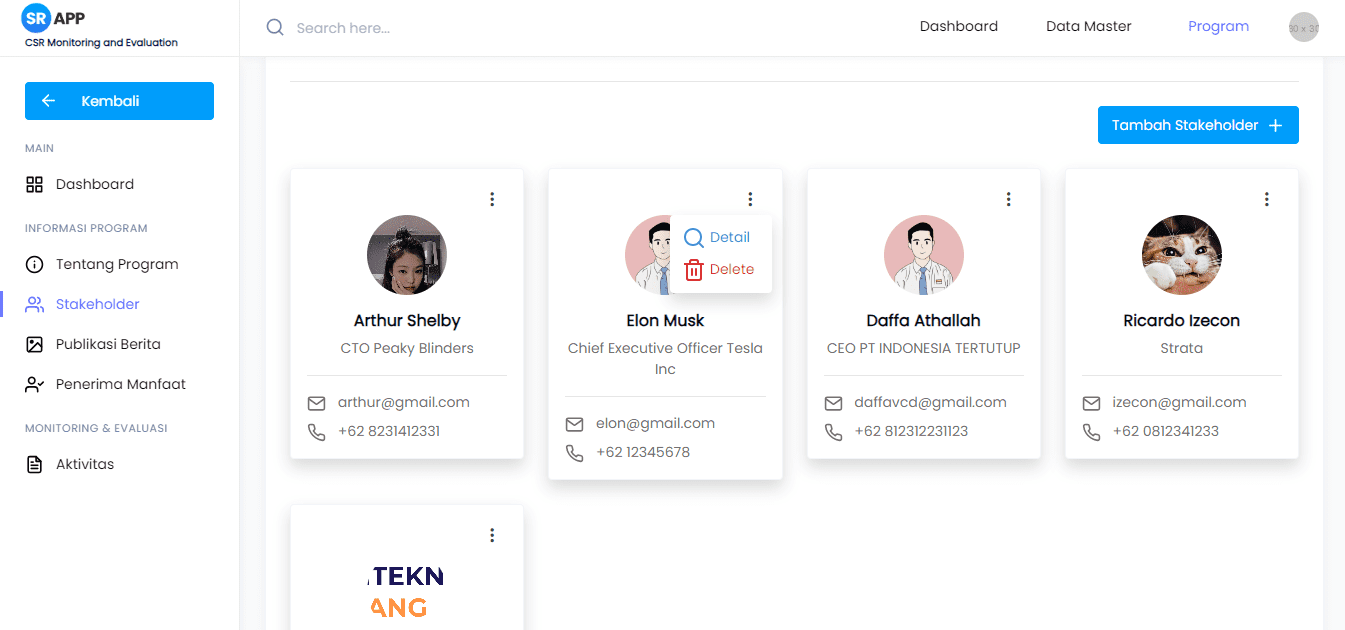 SR APP
CSR Monitoring and Evaluation
Search here...
Dashboard
Data Master
Program
30 x 30
Kembali
MAIN
Dashboard
INFORMASI PROGRAM
Tentang Program
Stakeholder
Publikasi Berita
Penerima Manfaat
MONITORING & EVALUASI
Aktivitas
Tambah Stakeholder
Arthur Shelby
CTO Peaky Blinders
arthur@gmail.com
+62 8231412331
Detail
Delete
Elon Musk
Chief Executive Officer Tesla
Inc
elon@gmail.com
+62 12345678
Daffa Athallah
CEO PT INDONESIA TERTUTUP
daffavcd@gmail.com
+62 812312231123
Ricardo Izecon
Strata
izecon@gmail.com
+62 0812341233
TEKN
ANG